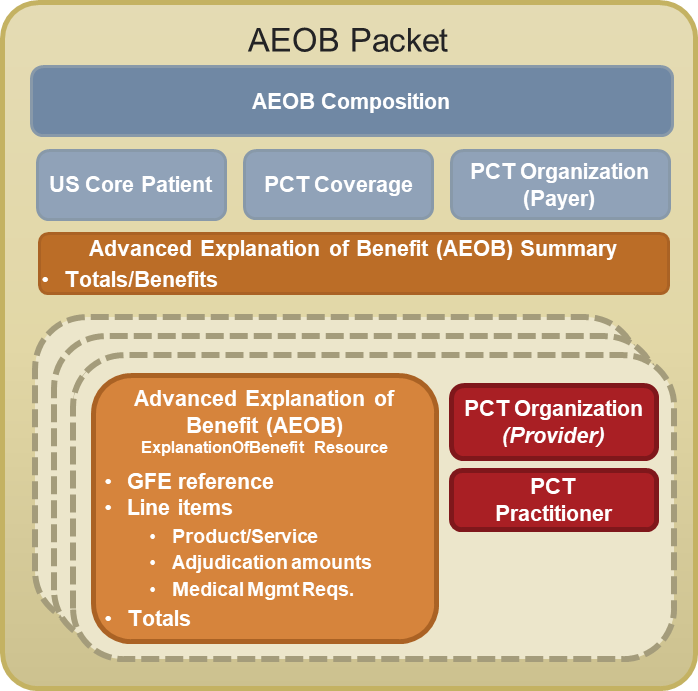 AEOB Packet
AEOB Composition
US Core Patient
PCT Coverage
PCT Organization
(Payer)
Advanced Explanation of Benefit (AEOB) Summary
• Totals/Benefits
Advanced Explanation of
Benefit (AEOB)
ExplanationOfBenefit Resource
• GFE reference
• Line items
• Product/Service
• Adjudication amounts
• Medical Mgmt Reqs.
• Totals
PCT Organization
(Provider)
PCT
Practitioner